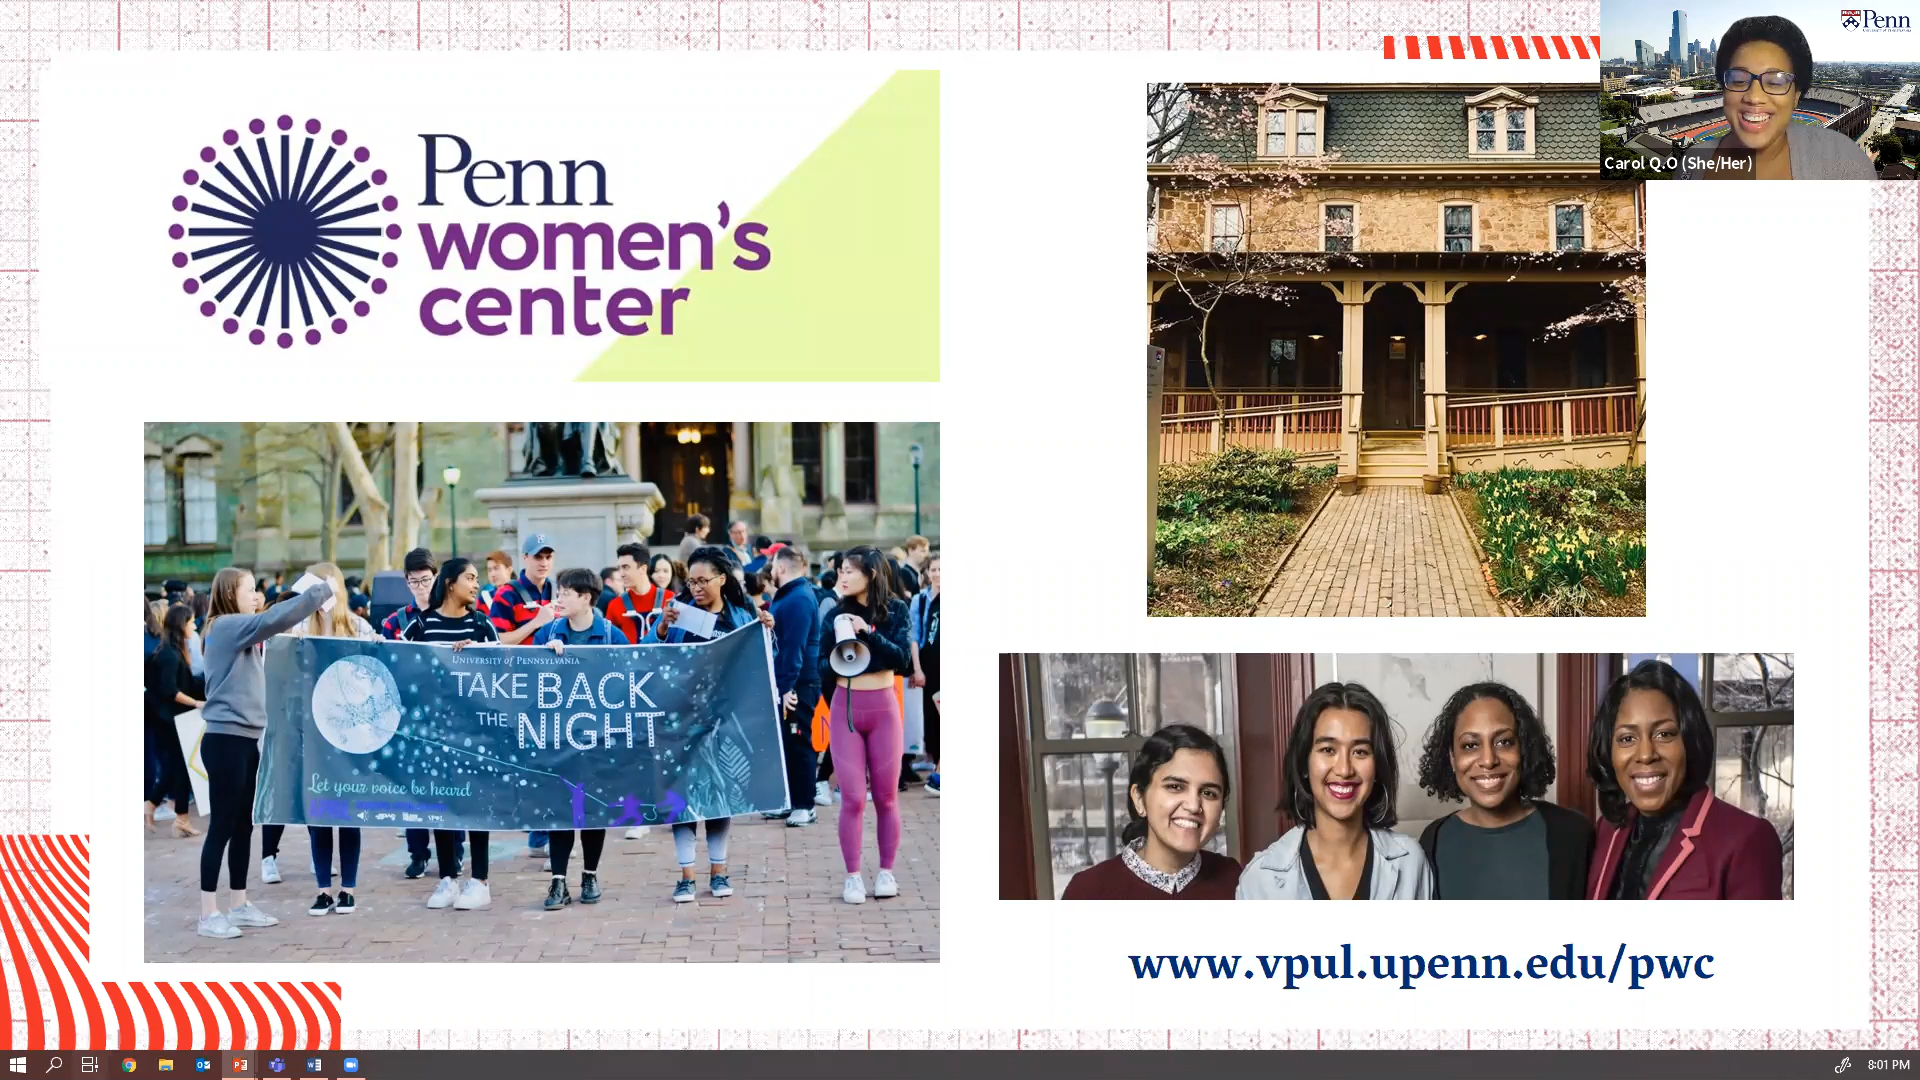 Penn
women's
center
Penn
Carol Q.O (She/Her)
UNIVERSITY of PENNSYLVANIA
TAKE BACK
THE NIGHT
Let your voice be heard
www.vpul.upenn.edu/pwc
8:01 PM